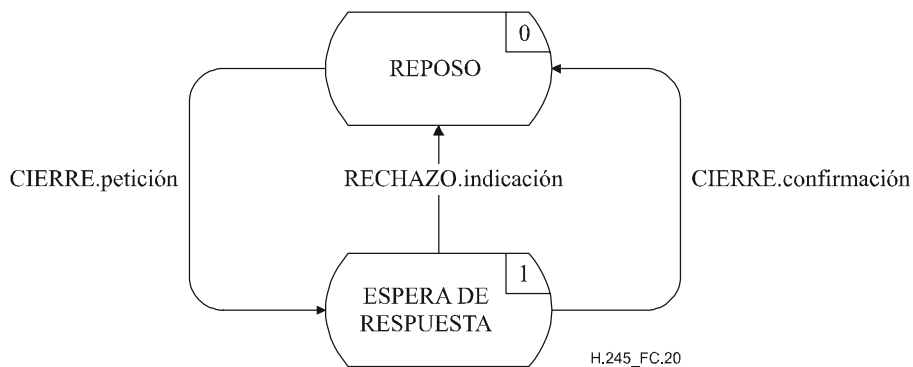 0
REPOSO
CIERRE.petición
RECHAZO.indicación
CIERRE.confirmación
1
ESPERA DE
RESPUESTA
H.245_FC.20